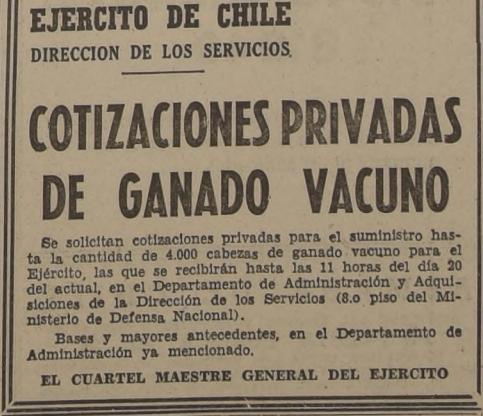 EJERCITO DE CHILE
DIRECCION DE LOS SERVICIOS.
COTIZACIONES PRIVADAS
DE GANADO VACUNO
Se solicitan cotizaciones privadas para el suministro has-
ta la cantidad de 4.000 cabezas de ganado vacuno para el
Ejército, las que se recibirán hasta las 11 horas del día 20
del actual, en el Departamento de Administración y Adqui-
siciones de la Dirección de los Servicios (8.o piso del Mi-
nisterio de Defensa Nacional).
Bases y mayores antecedentes, en el Departamento de
Administración ya mencionado.
EL CUARTEL MAESTRE GENERAL DEL EJERCITO